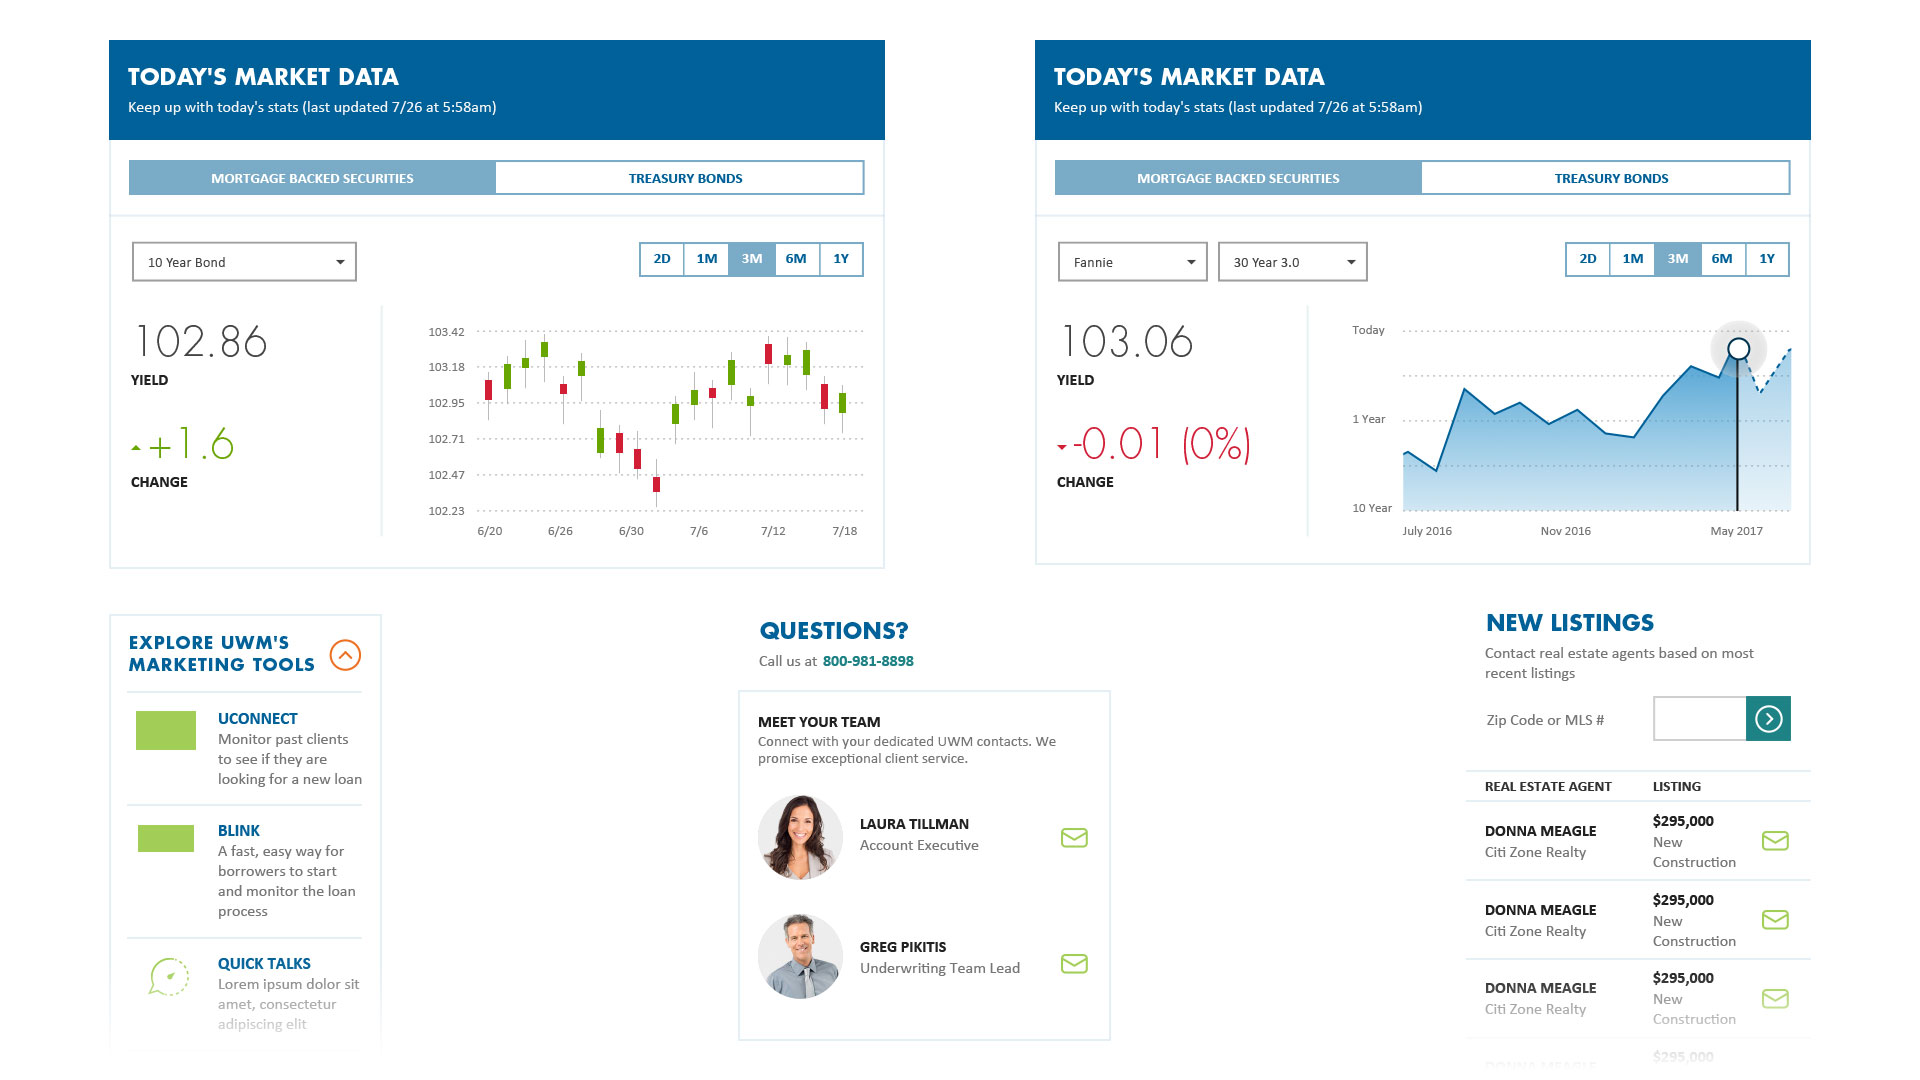 TODAY'S MARKET DATA
Keep up with today's stats (last updated 7/26 at 5:58am)
MORTGAGE BACKED SECURITIES
TREASURY BONDS
10 Year Bond
2D 1M 3M 6M 1Y
102.86
YIELD
+1.6
CHANGE
103.42
103.18
102.95
102.71
102.47
102.23
6/20 6/26 6/30 7/6 7/12 7/18
TODAY'S MARKET DATA
Keep up with today's stats (last updated 7/26 at 5:58am)
MORTGAGE BACKED SECURITIES
TREASURY BONDS
Fannie
30 Year 3.0
2D 1M 3M 6M 1Y
103.06
YIELD
-0.01 (0%)
CHANGE
Today
1 Year
10 Year
July 2016 Nov 2016 May 2017
EXPLORE UWM'S
MARKETING TOOLS
UCONNECT
Monitor past clients
to see if they are
looking for a new loan
BLINK
A fast, easy way for
borrowers to start
and monitor the loan
process
QUICK TALKS
Lorem ipsum dolor sit
amet, consectetur
adipiscing elit
QUESTIONS?
Call us at 800-981-8898
MEET YOUR TEAM
Connect with your dedicated UWM contacts. We
promise exceptional client service.
LAURA TILLMAN
Account Executive
GREG PIKITIS
Underwriting Team Lead
NEW LISTINGS
Contact real estate agents based on most
recent listings
Zip Code or MLS #
REAL ESTATE AGENT LISTING
DONNA MEAGLE
Citi Zone Realty
$295,000
New
Construction
DONNA MEAGLE
Citi Zone Realty
$295,000
New
Construction
DONNA MEAGLE
Citi Zone Realty
$295,000
New
Construction
DONNA MEAGLE
$295,000